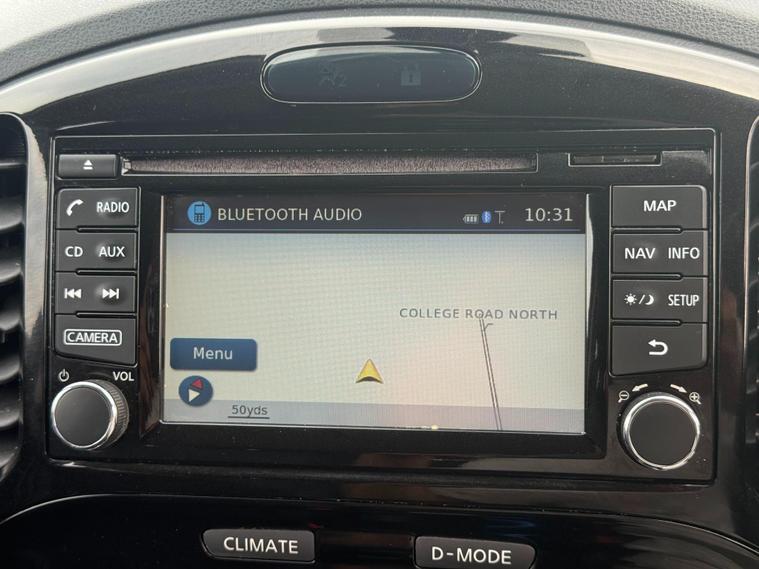 2
RADIO
CD AUX
CAMERA
VOL
BLUETOOTH AUDIO 10:31
COLLEGE ROAD NORTH
Menu
50yds
MAP
NAV INFO
SETUP
CLIMATE
D-MODE